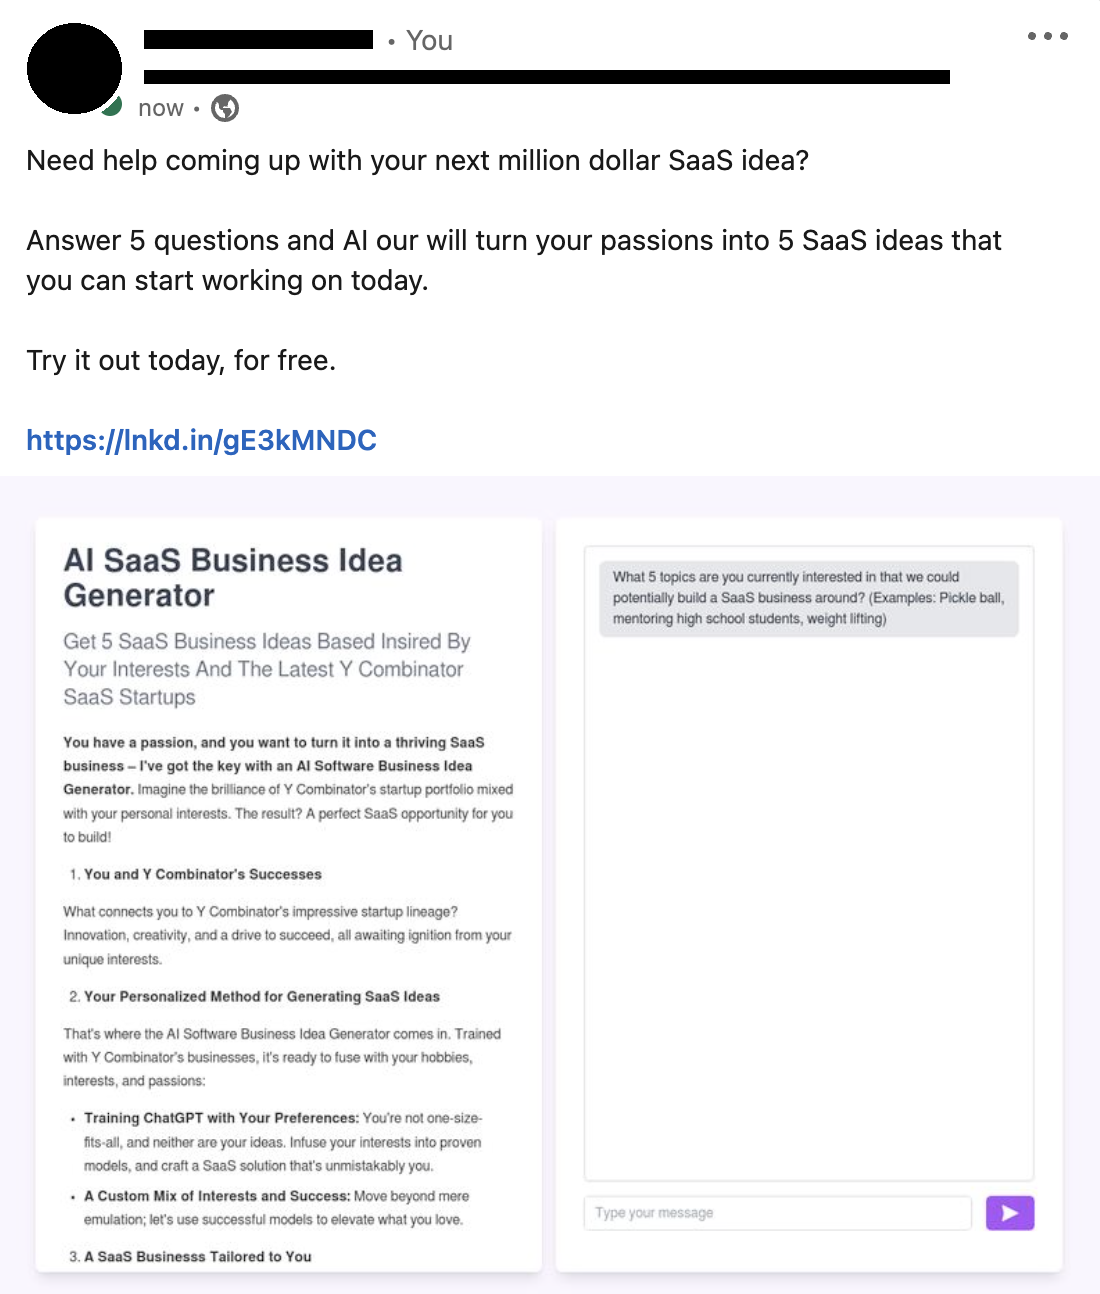 • You
now •
Need help coming up with your next million dollar SaaS idea?
Answer 5 questions and AI our will turn your passions into 5 SaaS ideas that
you can start working on today.
Try it out today, for free.
https://lnkd.in/gE3kMNDC
AI SaaS Business Idea
Generator
Get 5 SaaS Business Ideas Based Insired By
Your Interests And The Latest Y Combinator
SaaS Startups
You have a passion, and you want to turn it into a thriving SaaS
business – I've got the key with an AI Software Business Idea
Generator. Imagine the brilliance of Y Combinator's startup portfolio mixed
with your personal interests. The result? A perfect SaaS opportunity for you
to build!
1. You and Y Combinator's Successes
What connects you to Y Combinator's impressive startup lineage?
Innovation, creativity, and a drive to succeed, all awaiting ignition from your
unique interests.
2. Your Personalized Method for Generating SaaS Ideas
That's where the AI Software Business Idea Generator comes in. Trained
with Y Combinator's businesses, it's ready to fuse with your hobbies,
interests, and passions:
• Training ChatGPT with Your Preferences: You're not one-size-
fits-all, and neither are your ideas. Infuse your interests into proven
models, and craft a SaaS solution that's unmistakably you.
• A Custom Mix of Interests and Success: Move beyond mere
emulation; let's use successful models to elevate what you love.
3. A SaaS Businesss Tailored to You
What 5 topics are you currently interested in that we could
potentially build a SaaS business around? (Examples: Pickle ball,
mentoring high school students, weight lifting)
Type your message